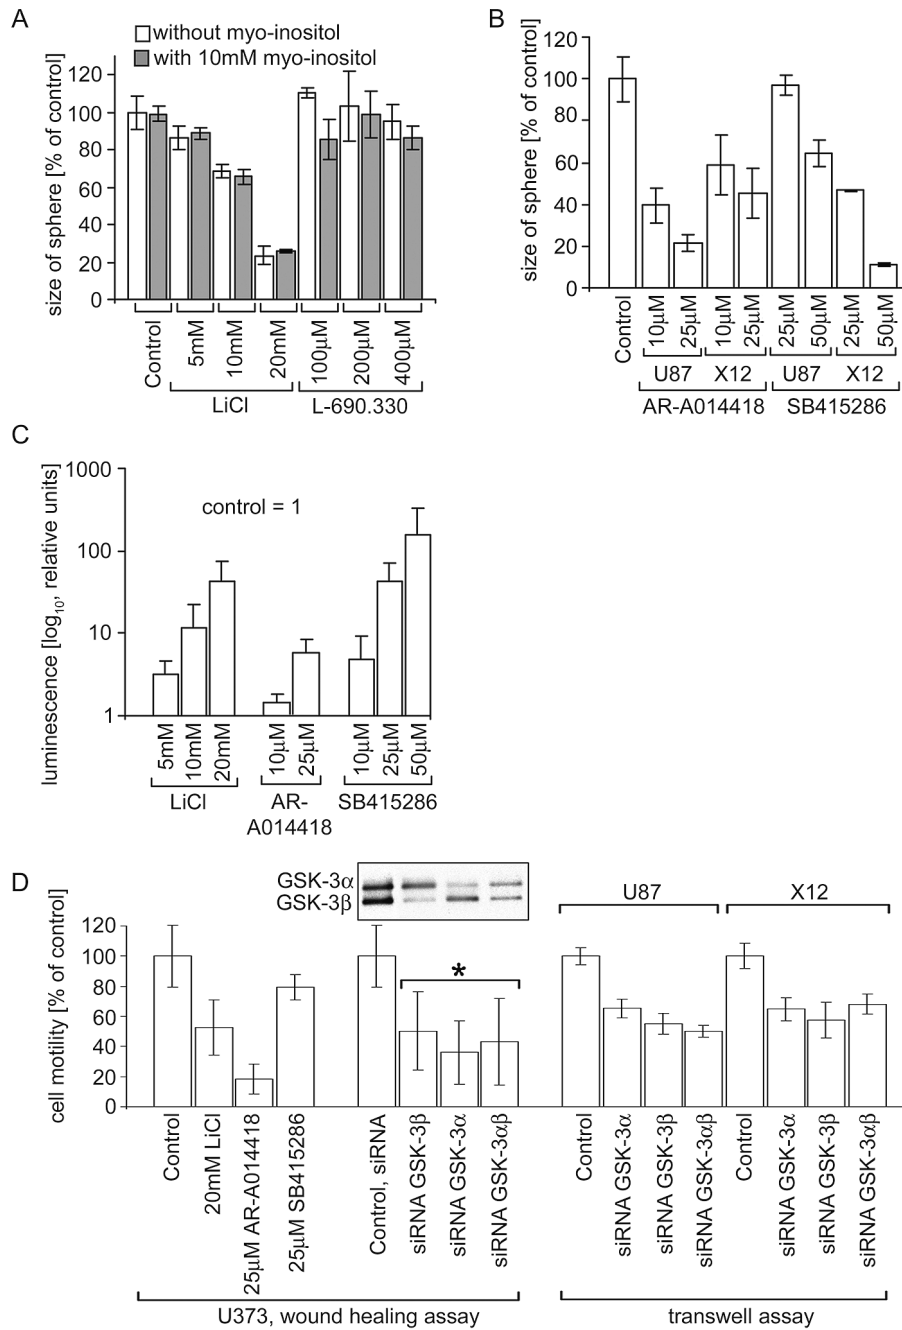 A
without myo-inositol
with 10mM myo-inositol
size of sphere [% of control]
120
100
80
60
40
20
0
Control
5mM
10mM
20mM
100µM
200µM
400µM
LiCl
L-690.330
B
size of sphere [% of control]
120
100
80
60
40
20
0
Control
10µM
25µM
10µM
25µM
25µM
50µM
25µM
50µM
U87
X12
U87
X12
AR-A014418
SB415286
C
luminescence [log10, relative units]
1000
100
10
1
control = 1
5mM
10mM
20mM
10µM
25µM
10µM
25µM
50µM
LiCl
AR-
A014418
SB415286
D
GSK-3α
GSK-3β
cell motility [% of control]
120
100
80
60
40
20
0
*
U87
X12
Control
20mM LiCl
25µM AR-A014418
25µM SB415286
Control, siRNA
siRNA GSK-3β
siRNA GSK-3α
siRNA GSK-3αβ
Control
siRNA GSK-3α
siRNA GSK-3β
siRNA GSK-3αβ
Control
siRNA GSK-3α
siRNA GSK-3β
siRNA GSK-3αβ
U373, wound healing assay
transwell assay